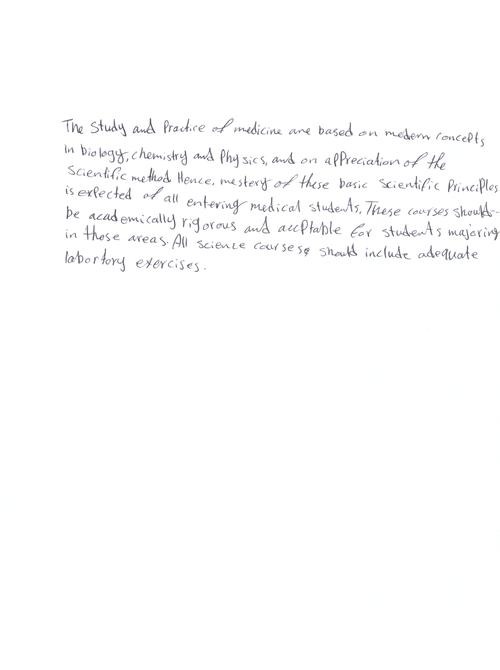 The Study and Practice of medicine are based on modern concepts
in biology, chemistry and Physics, and on appreciation of the
Scientific method Hence, mestery of these basic Scientific Principles
is expected of all entering medical students. These courses should
be academically rigorous and accptable for students majoring
in those areas. All science courses should include adequate
labortory exercises.